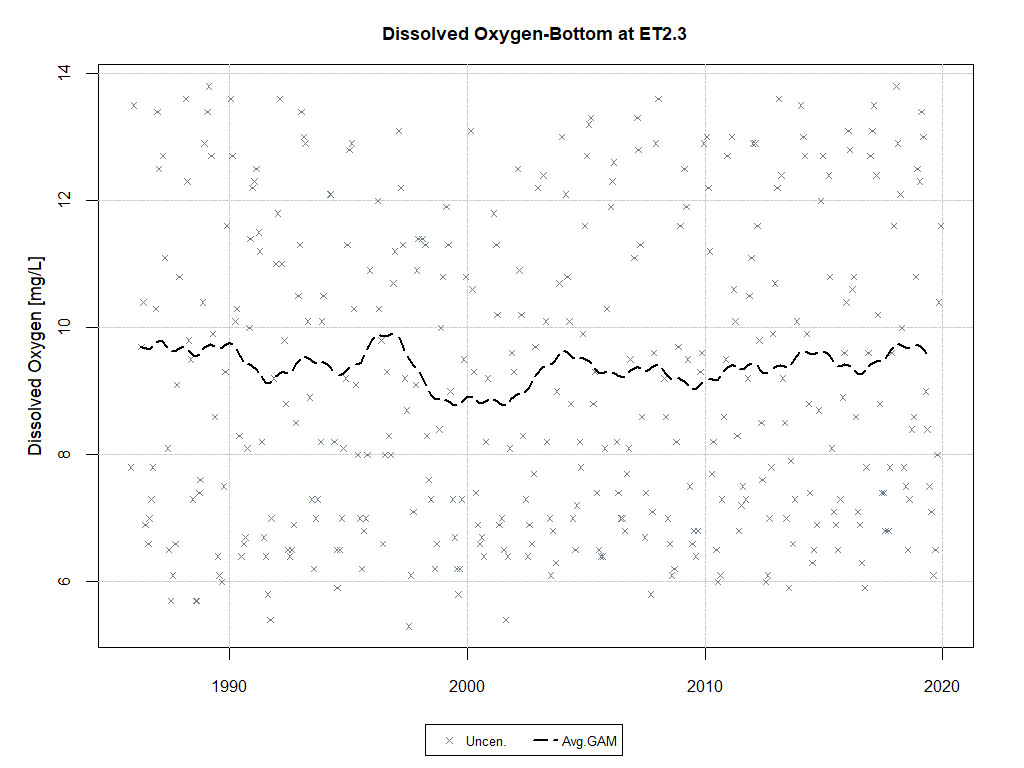 Dissolved Oxygen-Bottom at ET2.3
Dissolved Oxygen [mg/L]
14
12
10
8
6
1990
2000
2010
2020
Uncen.
Avg.GAM